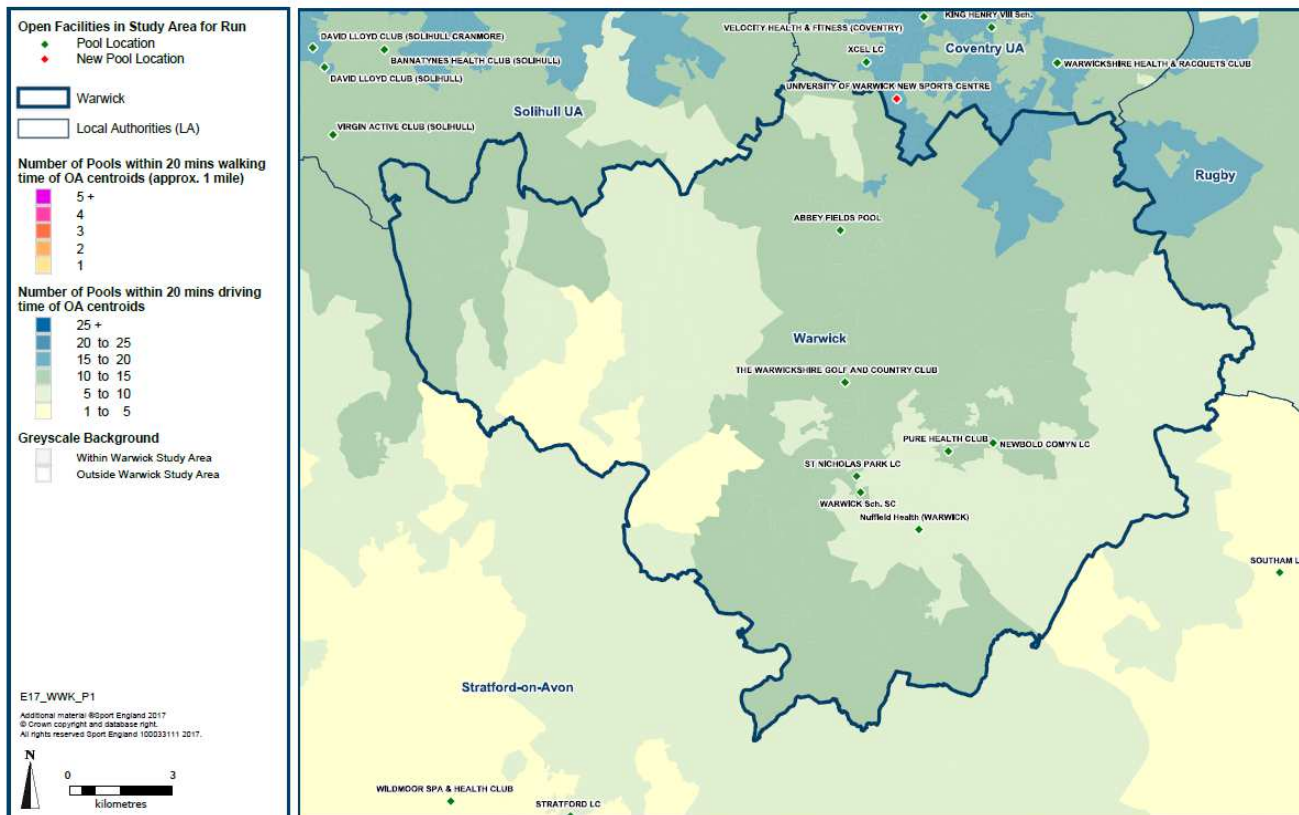 Open Facilities in Study Area for Run
Pool Location
New Pool Location
Warwick
Local Authorities (LA)
Number of Pools within 20 mins walking
time of OA centroids (approx. 1 mile)
5 +
4
3
2
1
Number of Pools within 20 mins driving
time of OA centroids
25 +
20 to 25
15 to 20
10 to 15
5 to 10
1 to 5
Greyscale Background
Within Warwick Study Area
Outside Warwick Study Area
E17_WWK_P1
Additional material ©Sport England 2017
© Crown copyright and database right.
All rights reserved Sport England 100033111 2017.
N
0 3
kilometres
DAVID LLOYD CLUB (SOLIHULL CRANMORE)
BANNATYNES HEALTH CLUB (SOLIHULL)
DAVID LLOYD CLUB (SOLIHULL)
VIRGIN ACTIVE CLUB (SOLIHULL)
Solihull UA
VELOCITY HEALTH & FITNESS (COVENTRY)
KING HENRY VIII Sch.
XCEL LC
Coventry UA
WARWICKSHIRE HEALTH & RACQUETS CLUB
UNIVERSITY OF WARWICK NEW SPORTS CENTRE
Rugby
ABBEY FIELDS POOL
Warwick
THE WARWICKSHIRE GOLF AND COUNTRY CLUB
PURE HEALTH CLUB
NEWBOLD COMYN LC
ST NICHOLAS PARK LC
WARWICK Sch. SC
Nuffield Health (WARWICK)
SOUTHAM L
Stratford-on-Avon
WILDMOOR SPA & HEALTH CLUB
STRATFORD LC